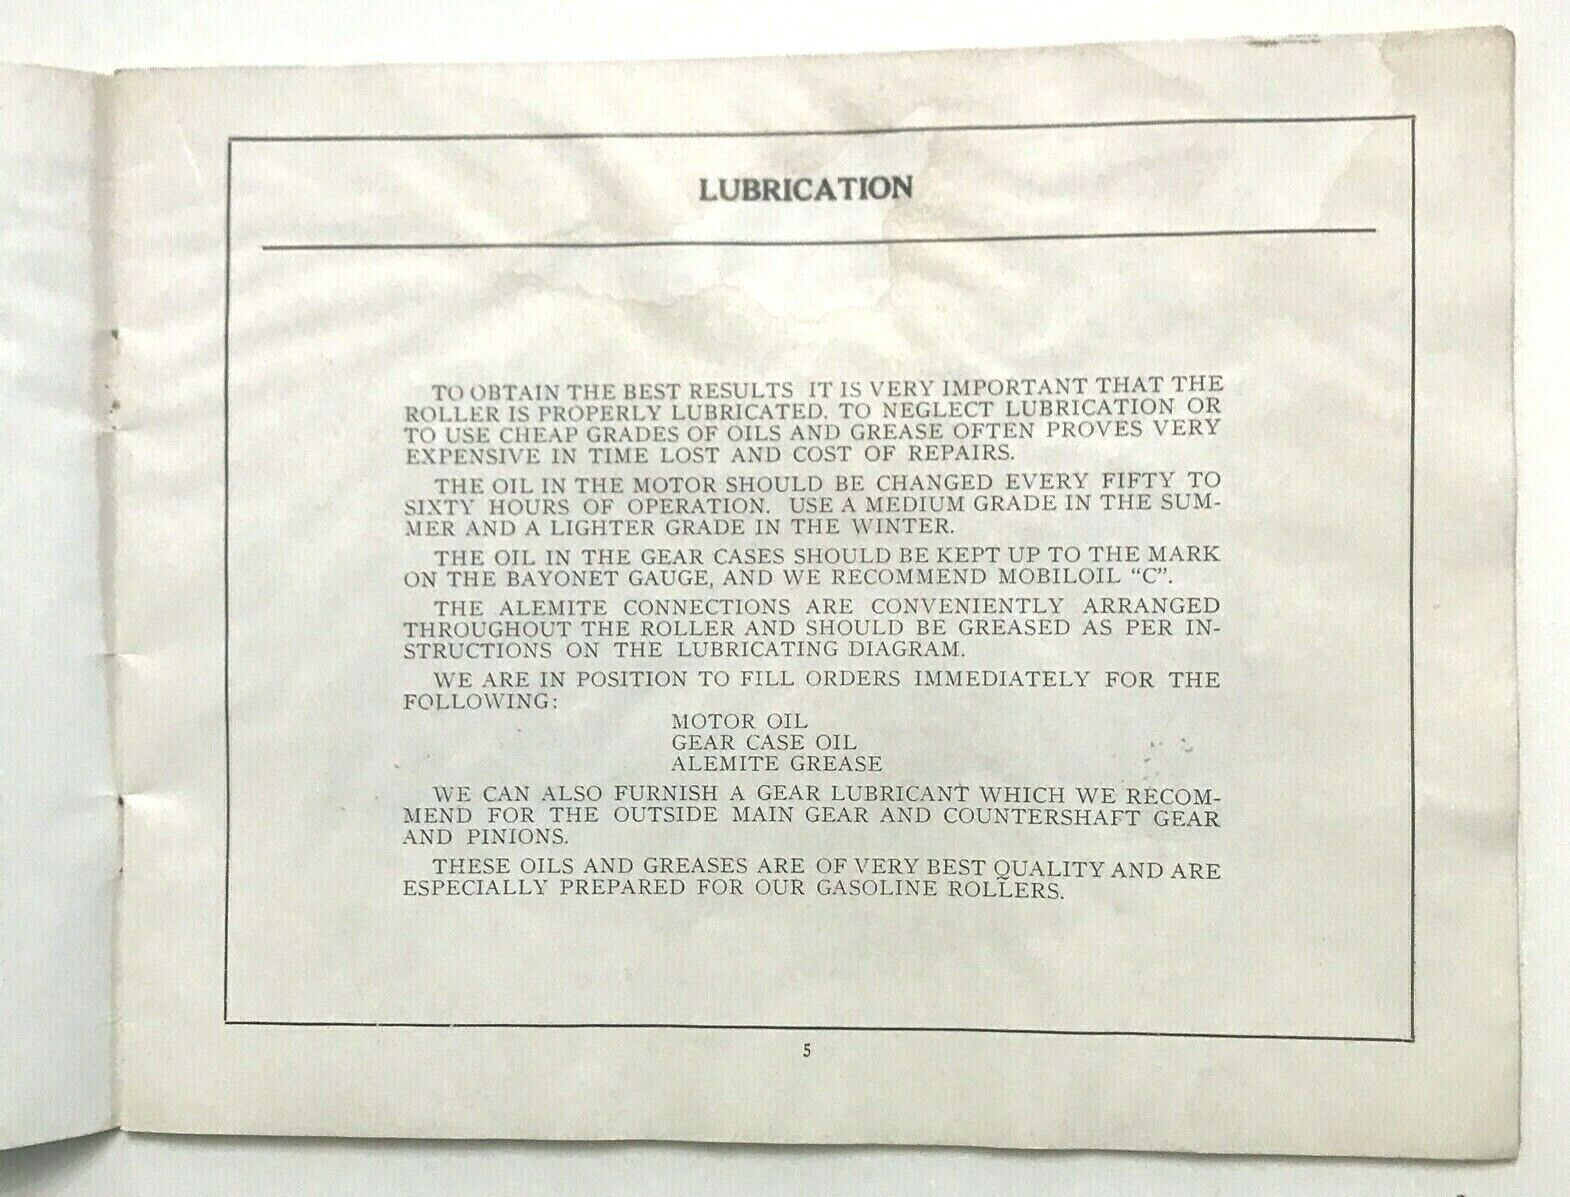 LUBRICATION
TO OBTAIN THE BEST RESULTS IT IS VERY IMPORTANT THAT THE
ROLLER IS PROPERLY LUBRICATED. TO NEGLECT LUBRICATION OR
TO USE CHEAP GRADES OF OILS AND GREASE OFTEN PROVES VERY
EXPENSIVE IN TIME LOST AND COST OF REPAIRS.
THE OIL IN THE MOTOR SHOULD BE CHANGED EVERY FIFTY TO
SIXTY HOURS OF OPERATION. USE A MEDIUM GRADE IN THE SUM-
MER AND A LIGHTER GRADE IN THE WINTER.
THE OIL IN THE GEAR CASES SHOULD BE KEPT UP TO THE MARK
ON THE BAYONET GAUGE, AND WE RECOMMEND MOBILOIL “C”.
THE ALEMITE CONNECTIONS ARE CONVENIENTLY ARRANGED
THROUGHOUT THE ROLLER AND SHOULD BE GREASED AS PER IN-
STRUCTIONS ON THE LUBRICATING DIAGRAM.
WE ARE IN POSITION TO FILL ORDERS IMMEDIATELY FOR THE
FOLLOWING:
MOTOR OIL
GEAR CASE OIL
ALEMITE GREASE
WE CAN ALSO FURNISH A GEAR LUBRICANT WHICH WE RECOM-
MEND FOR THE OUTSIDE MAIN GEAR AND COUNTERSHAFT GEAR
AND PINIONS.
THESE OILS AND GREASES ARE OF VERY BEST QUALITY AND ARE
ESPECIALLY PREPARED FOR OUR GASOLINE ROLLERS.
5